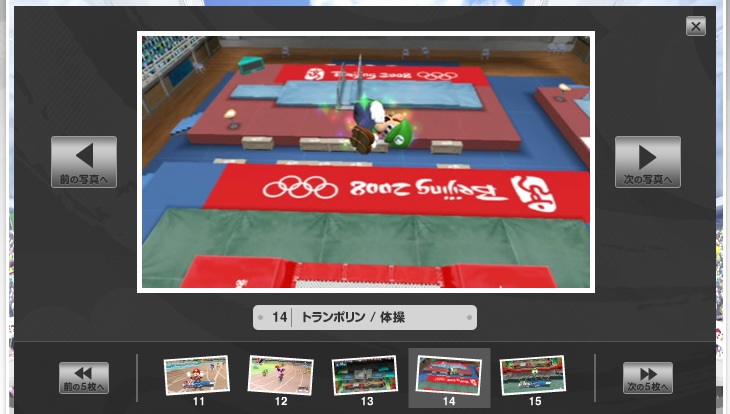 ×
Beijing 2008
前の写真へ
次の写真へ
Beijing 2008
L
14 トランポリン / 体操
前の5枚へ
11
12
13
14
15
次の5枚へ